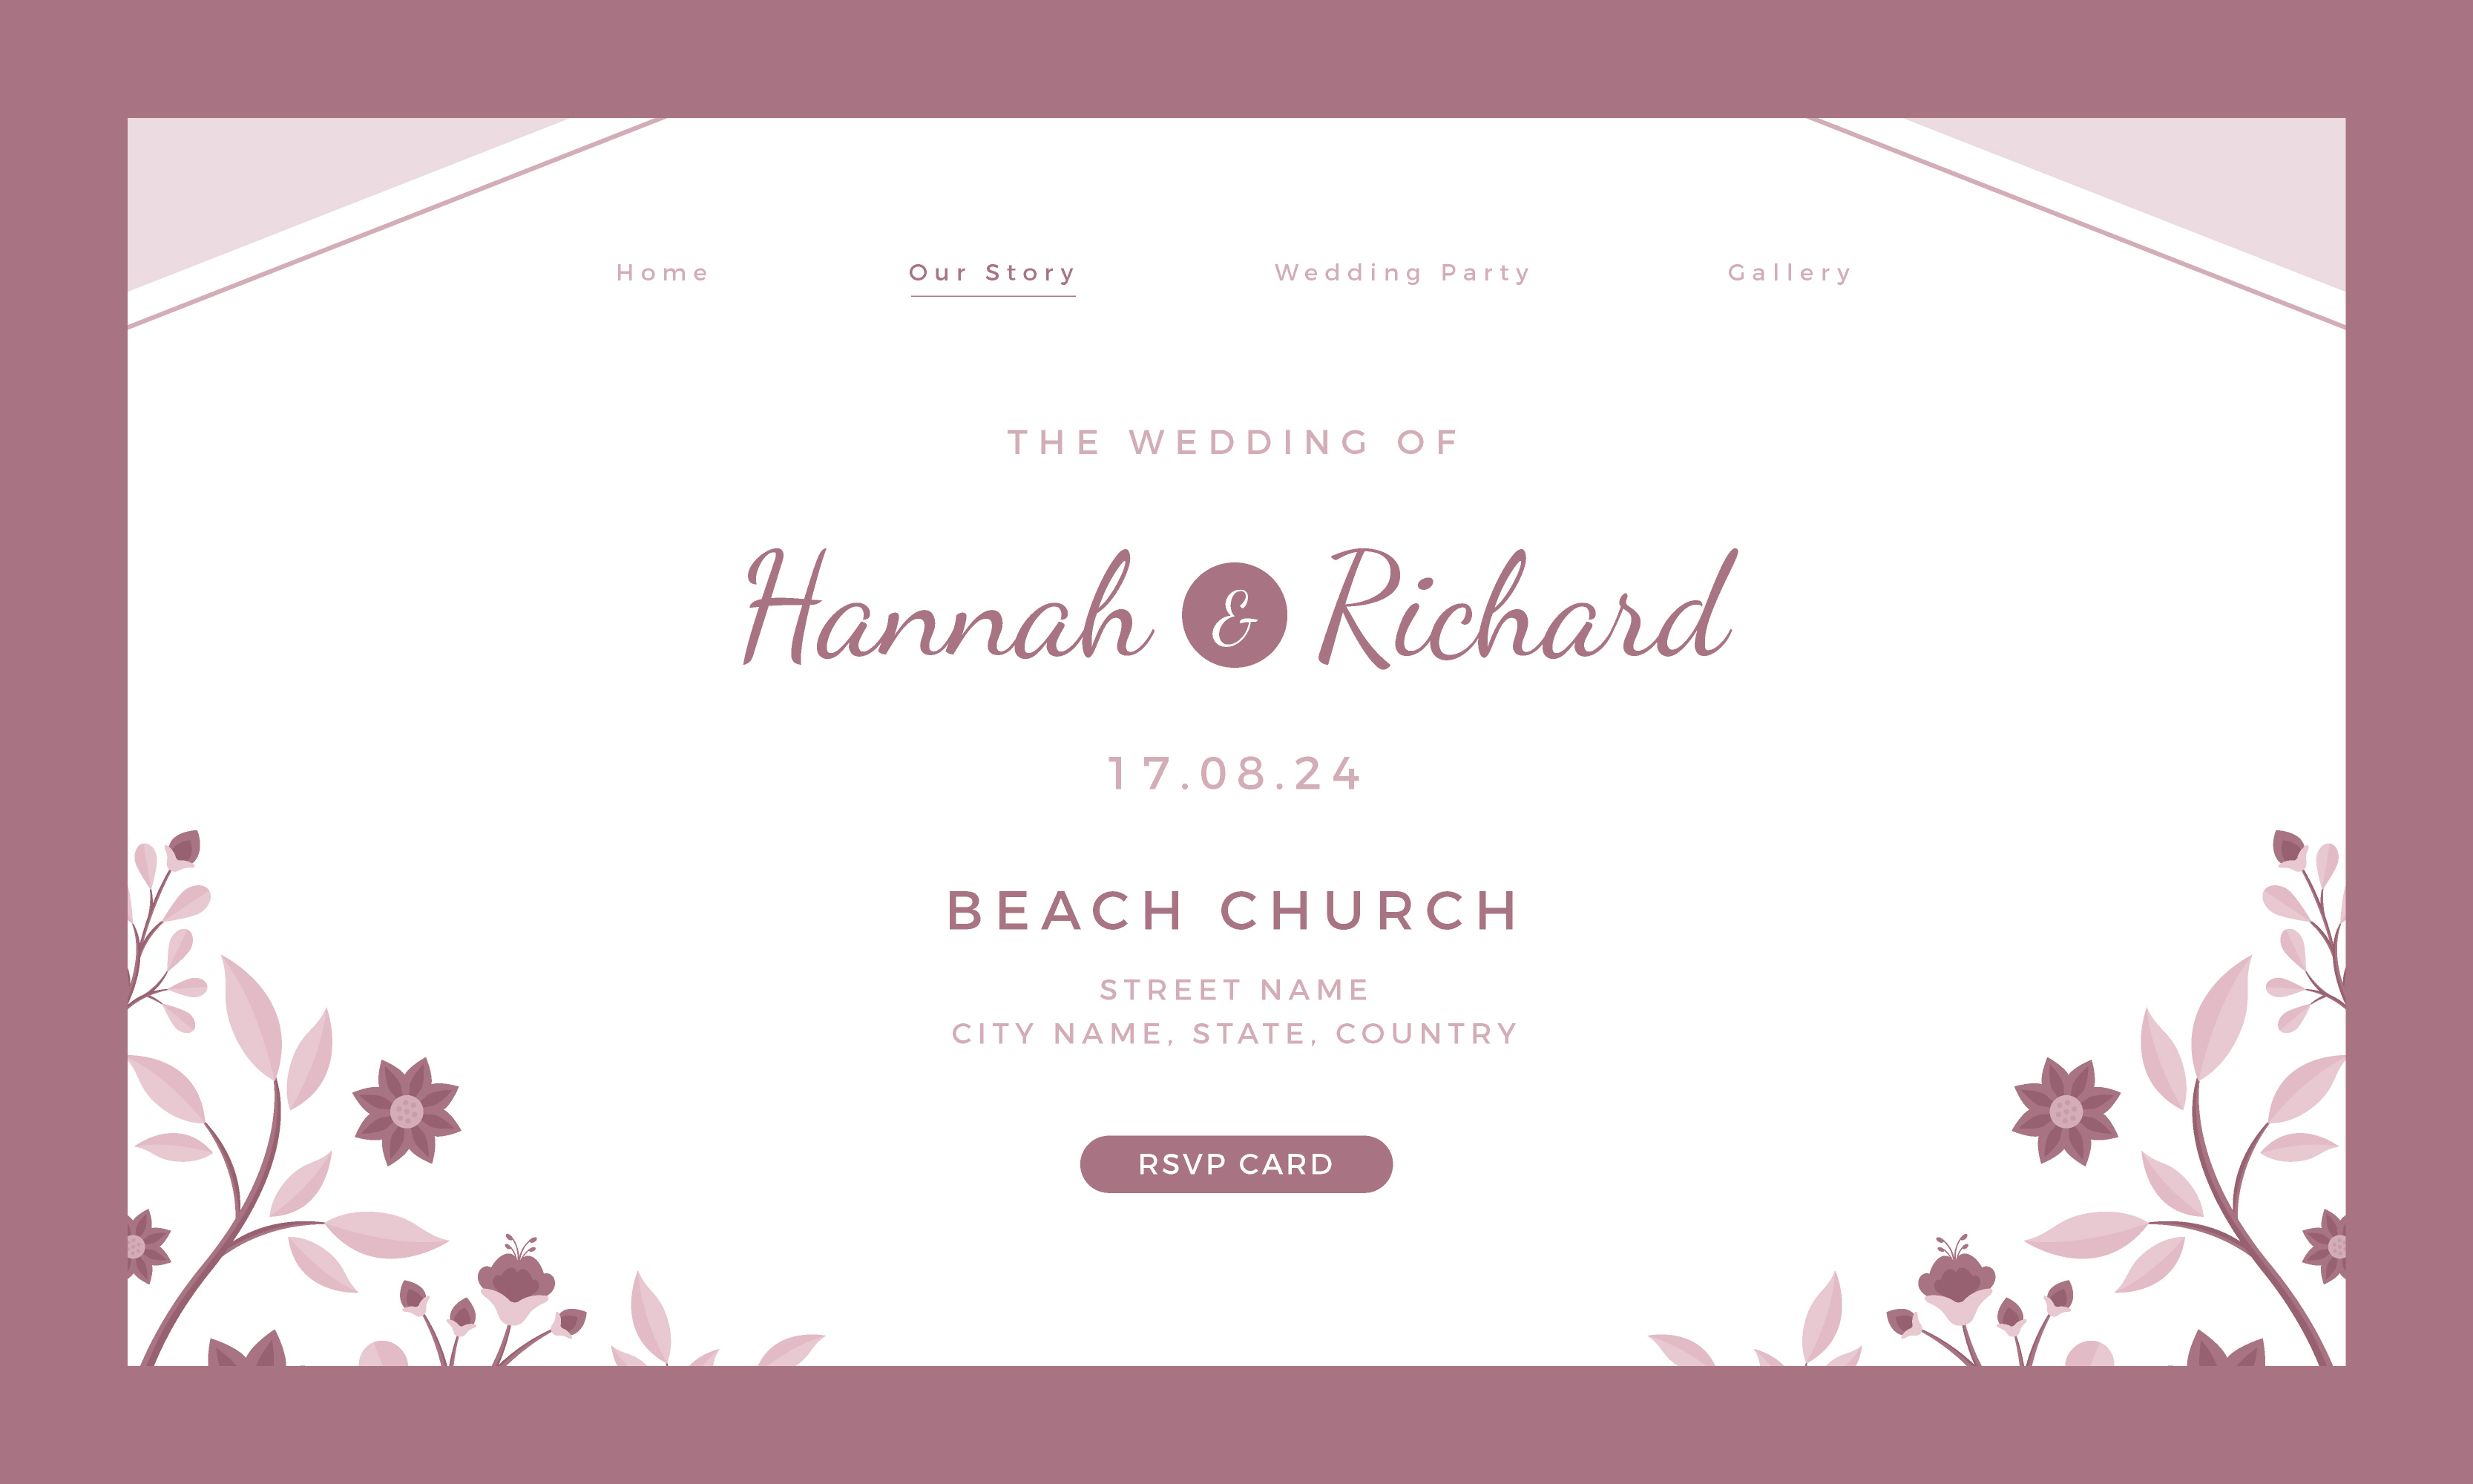 Home Our Story Wedding Party Gallery
THE WEDDING OF
Hannah & Richard
17.08.24
BEACH CHURCH
STREET NAME
CITY NAME, STATE, COUNTRY
RSVP CARD